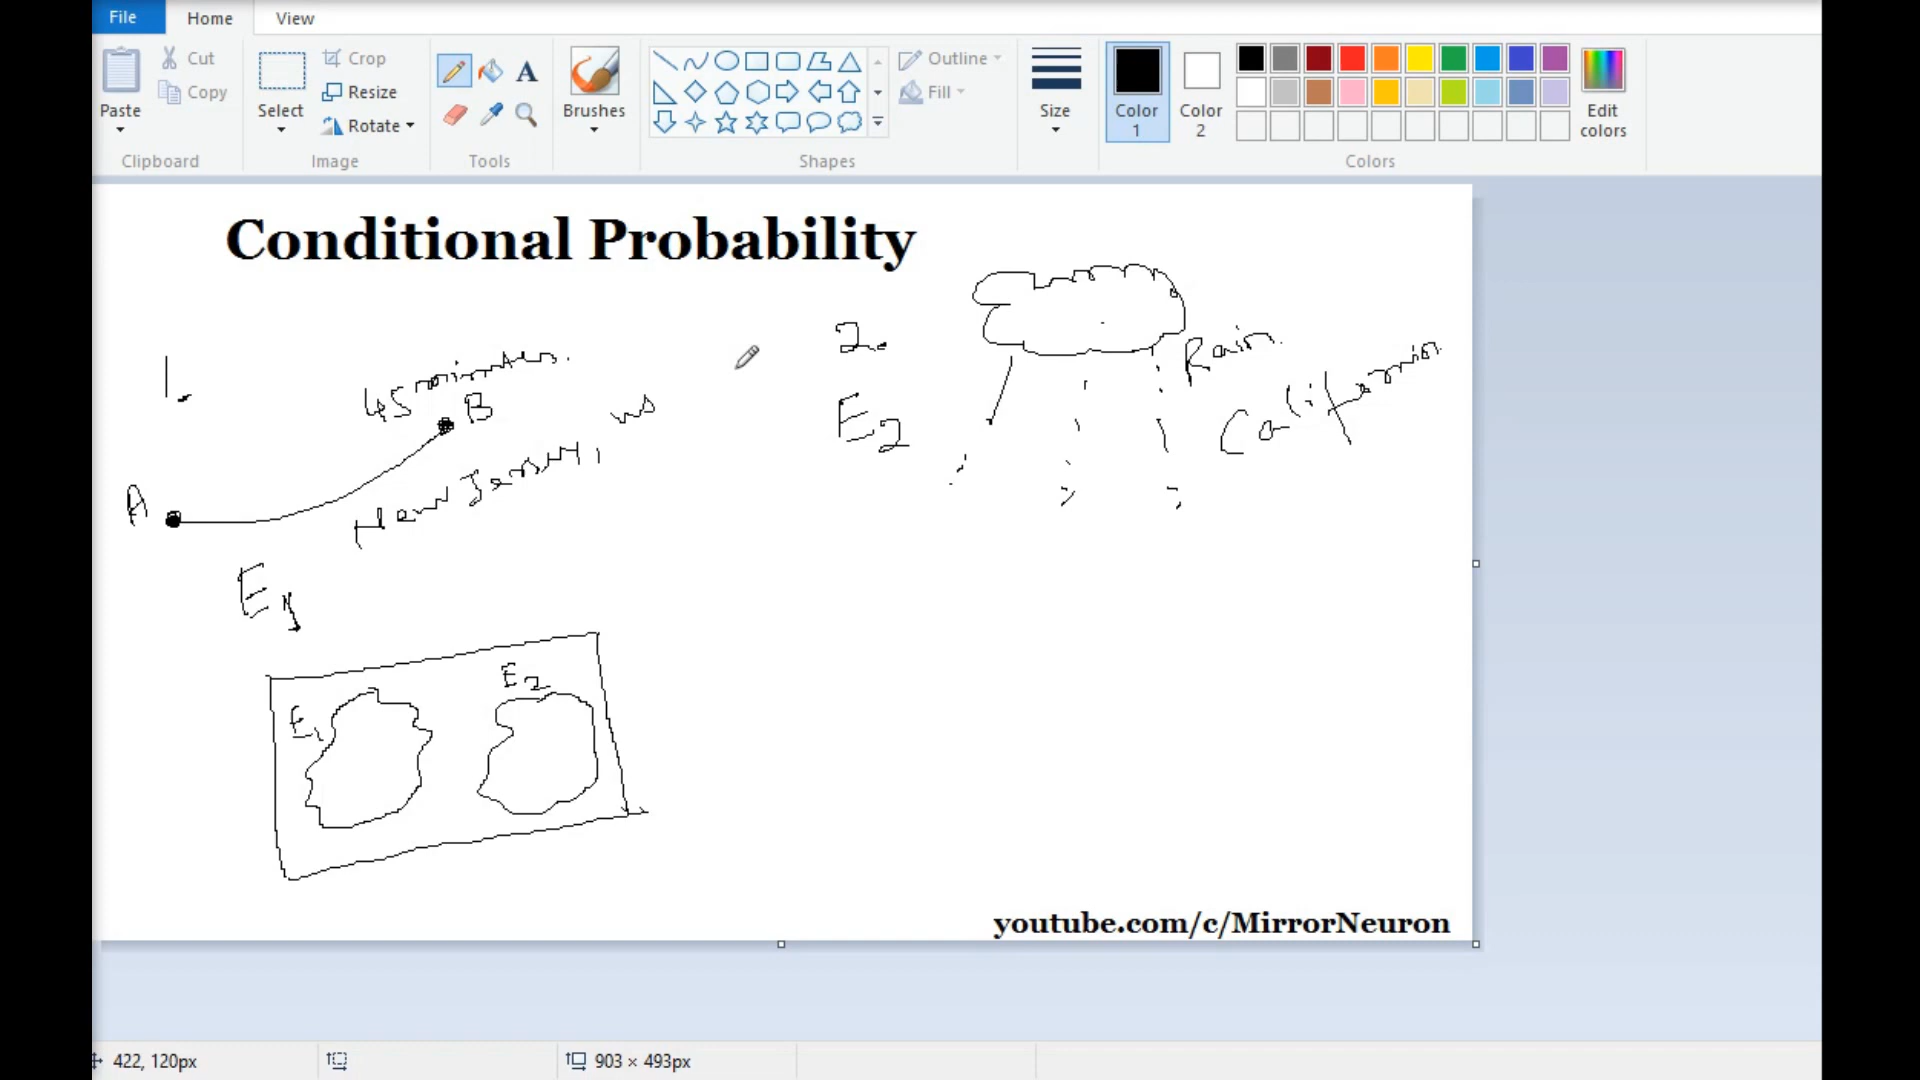 File Home View
Paste Cut Copy Clipboard
Select Crop Resize Rotate Image
A Tools
Brushes
Shapes
Outline Fill
Size
Color 1 Color 2 Edit colors Colors
Conditional Probability
1.
45 minutes.
A
B
New Jersey, US
E1
2.
E2
Rain.
California
E1
E2
youtube.com/c/MirrorNeuron
422, 120px
903 × 493px